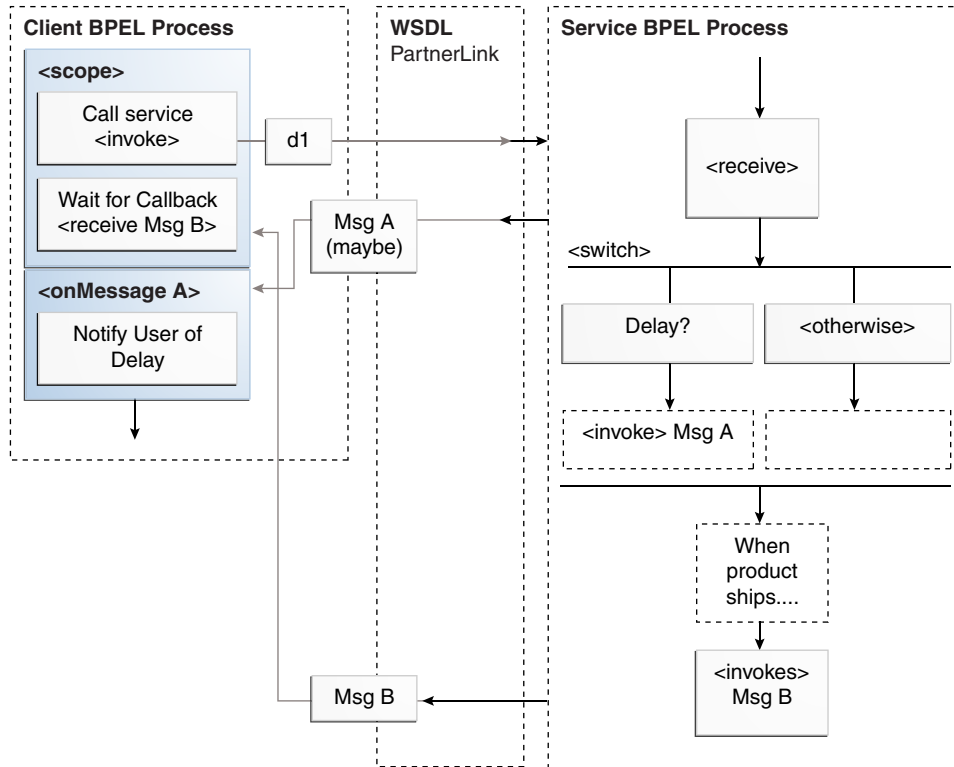 Client BPEL Process
<scope>
Call service
<invoke>
d1
Wait for Callback
<receive Msg B>
Msg A
(maybe)
<onMessage A>
Notify User of
Delay
Msg B
WSDL
PartnerLink
Service BPEL Process
<receive>
<switch>
Delay?
<otherwise>
<invoke> Msg A
When
product
ships....
<invokes>
Msg B